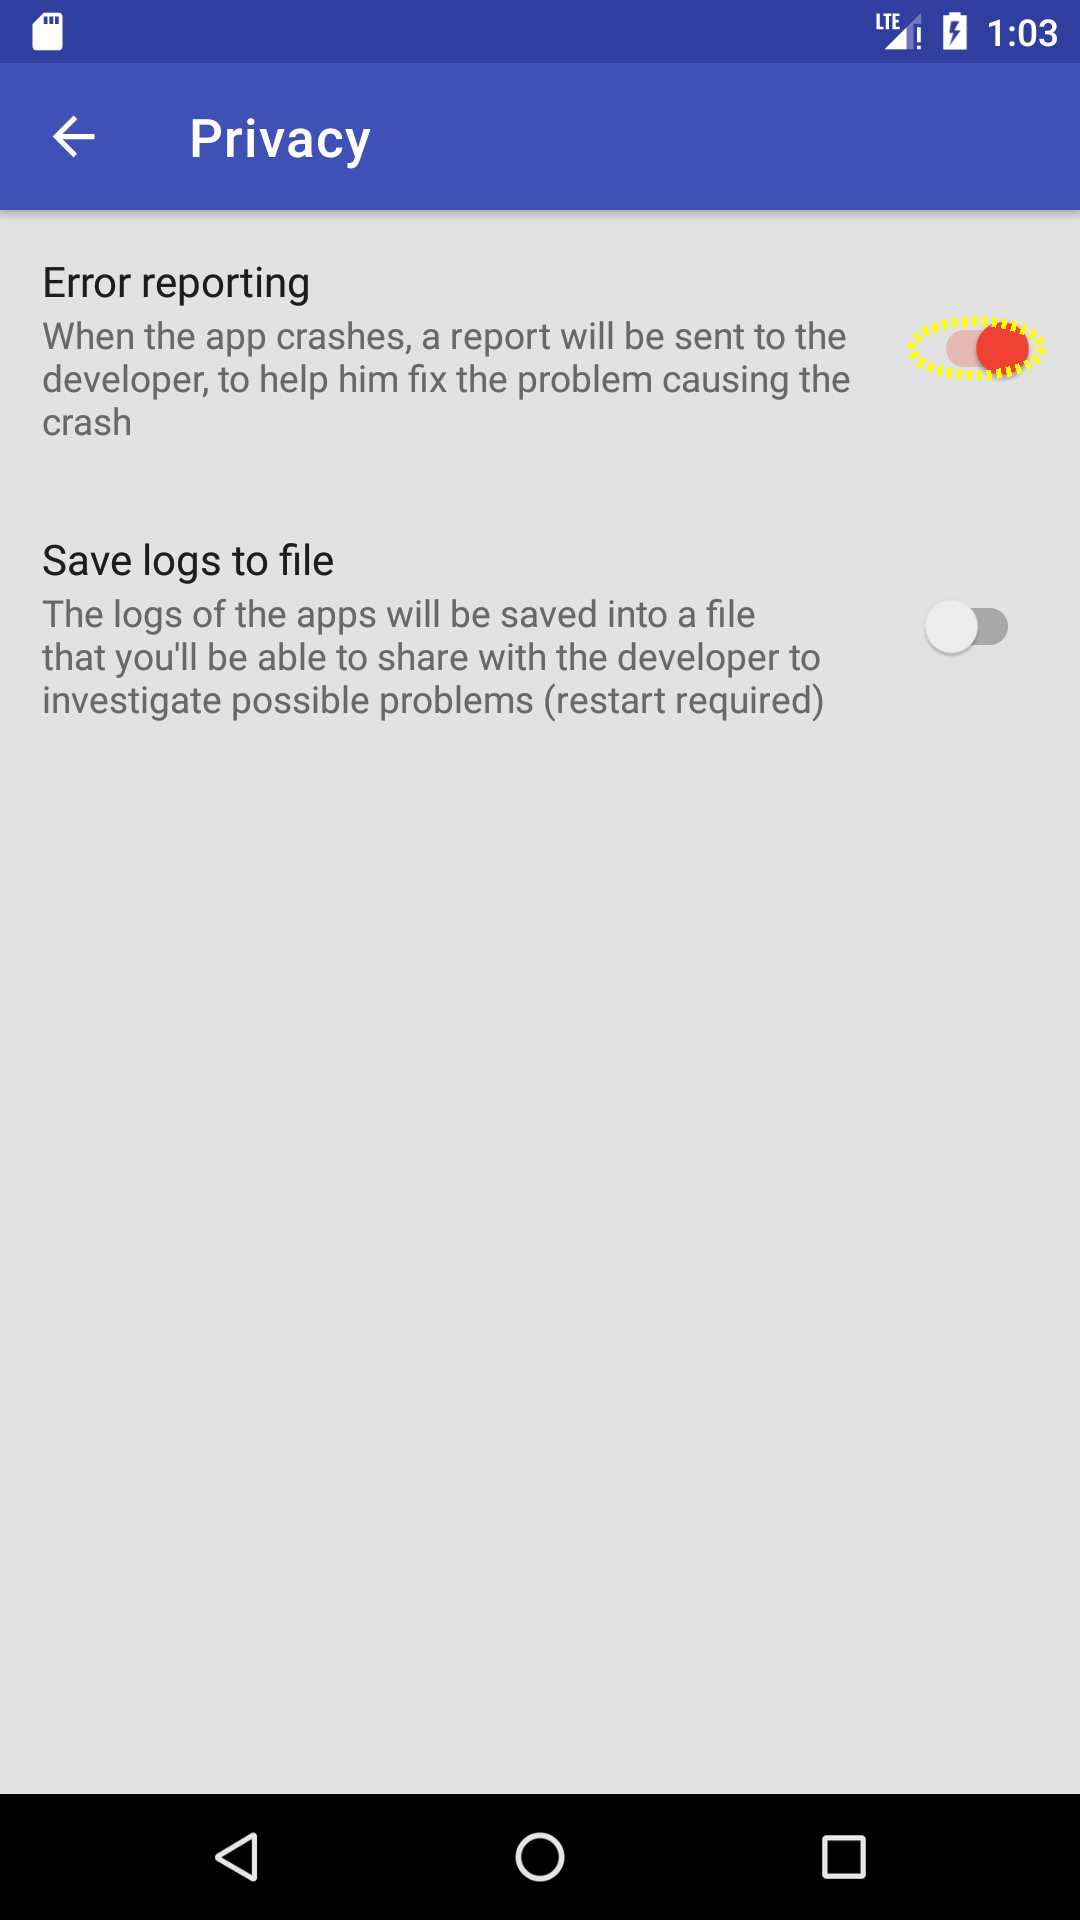 LTE 1:03
Privacy
Error reporting
When the app crashes, a report will be sent to the
developer, to help him fix the problem causing the
crash
Save logs to file
The logs of the apps will be saved into a file
that you'll be able to share with the developer to
investigate possible problems (restart required)